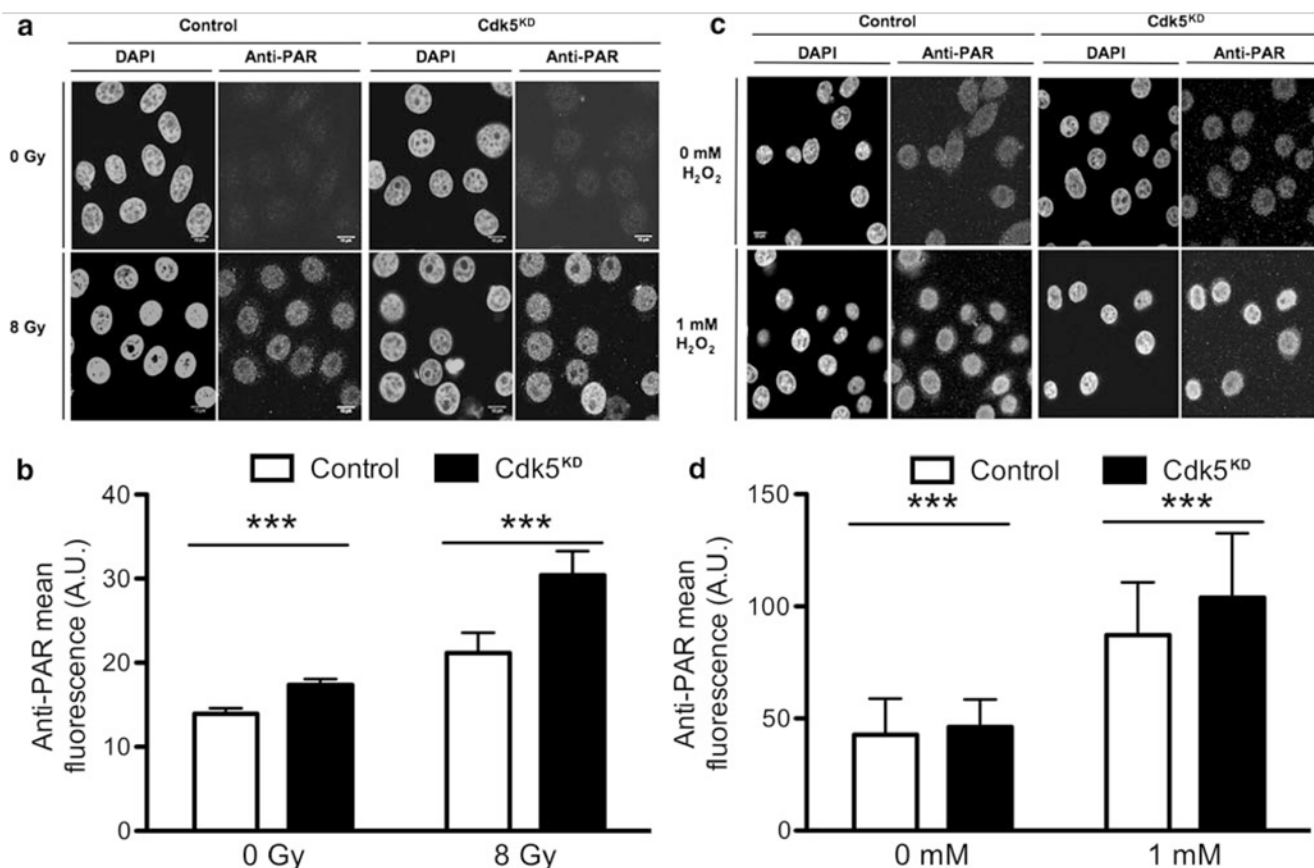 a
Control
Cdk5KD
DAPI
Anti-PAR
DAPI
Anti-PAR
0 Gy
8 Gy
c
Control
Cdk5KD
DAPI
Anti-PAR
DAPI
Anti-PAR
0 mM
H2O2
1 mM
H2O2
b
Control
Cdk5KD
Anti-PAR mean
fluorescence (A.U.)
40
30
20
10
0
***
***
0 Gy
8 Gy
d
Control
Cdk5KD
Anti-PAR mean
fluorescence (A.U.)
150
100
50
0
***
***
0 mM
1 mM